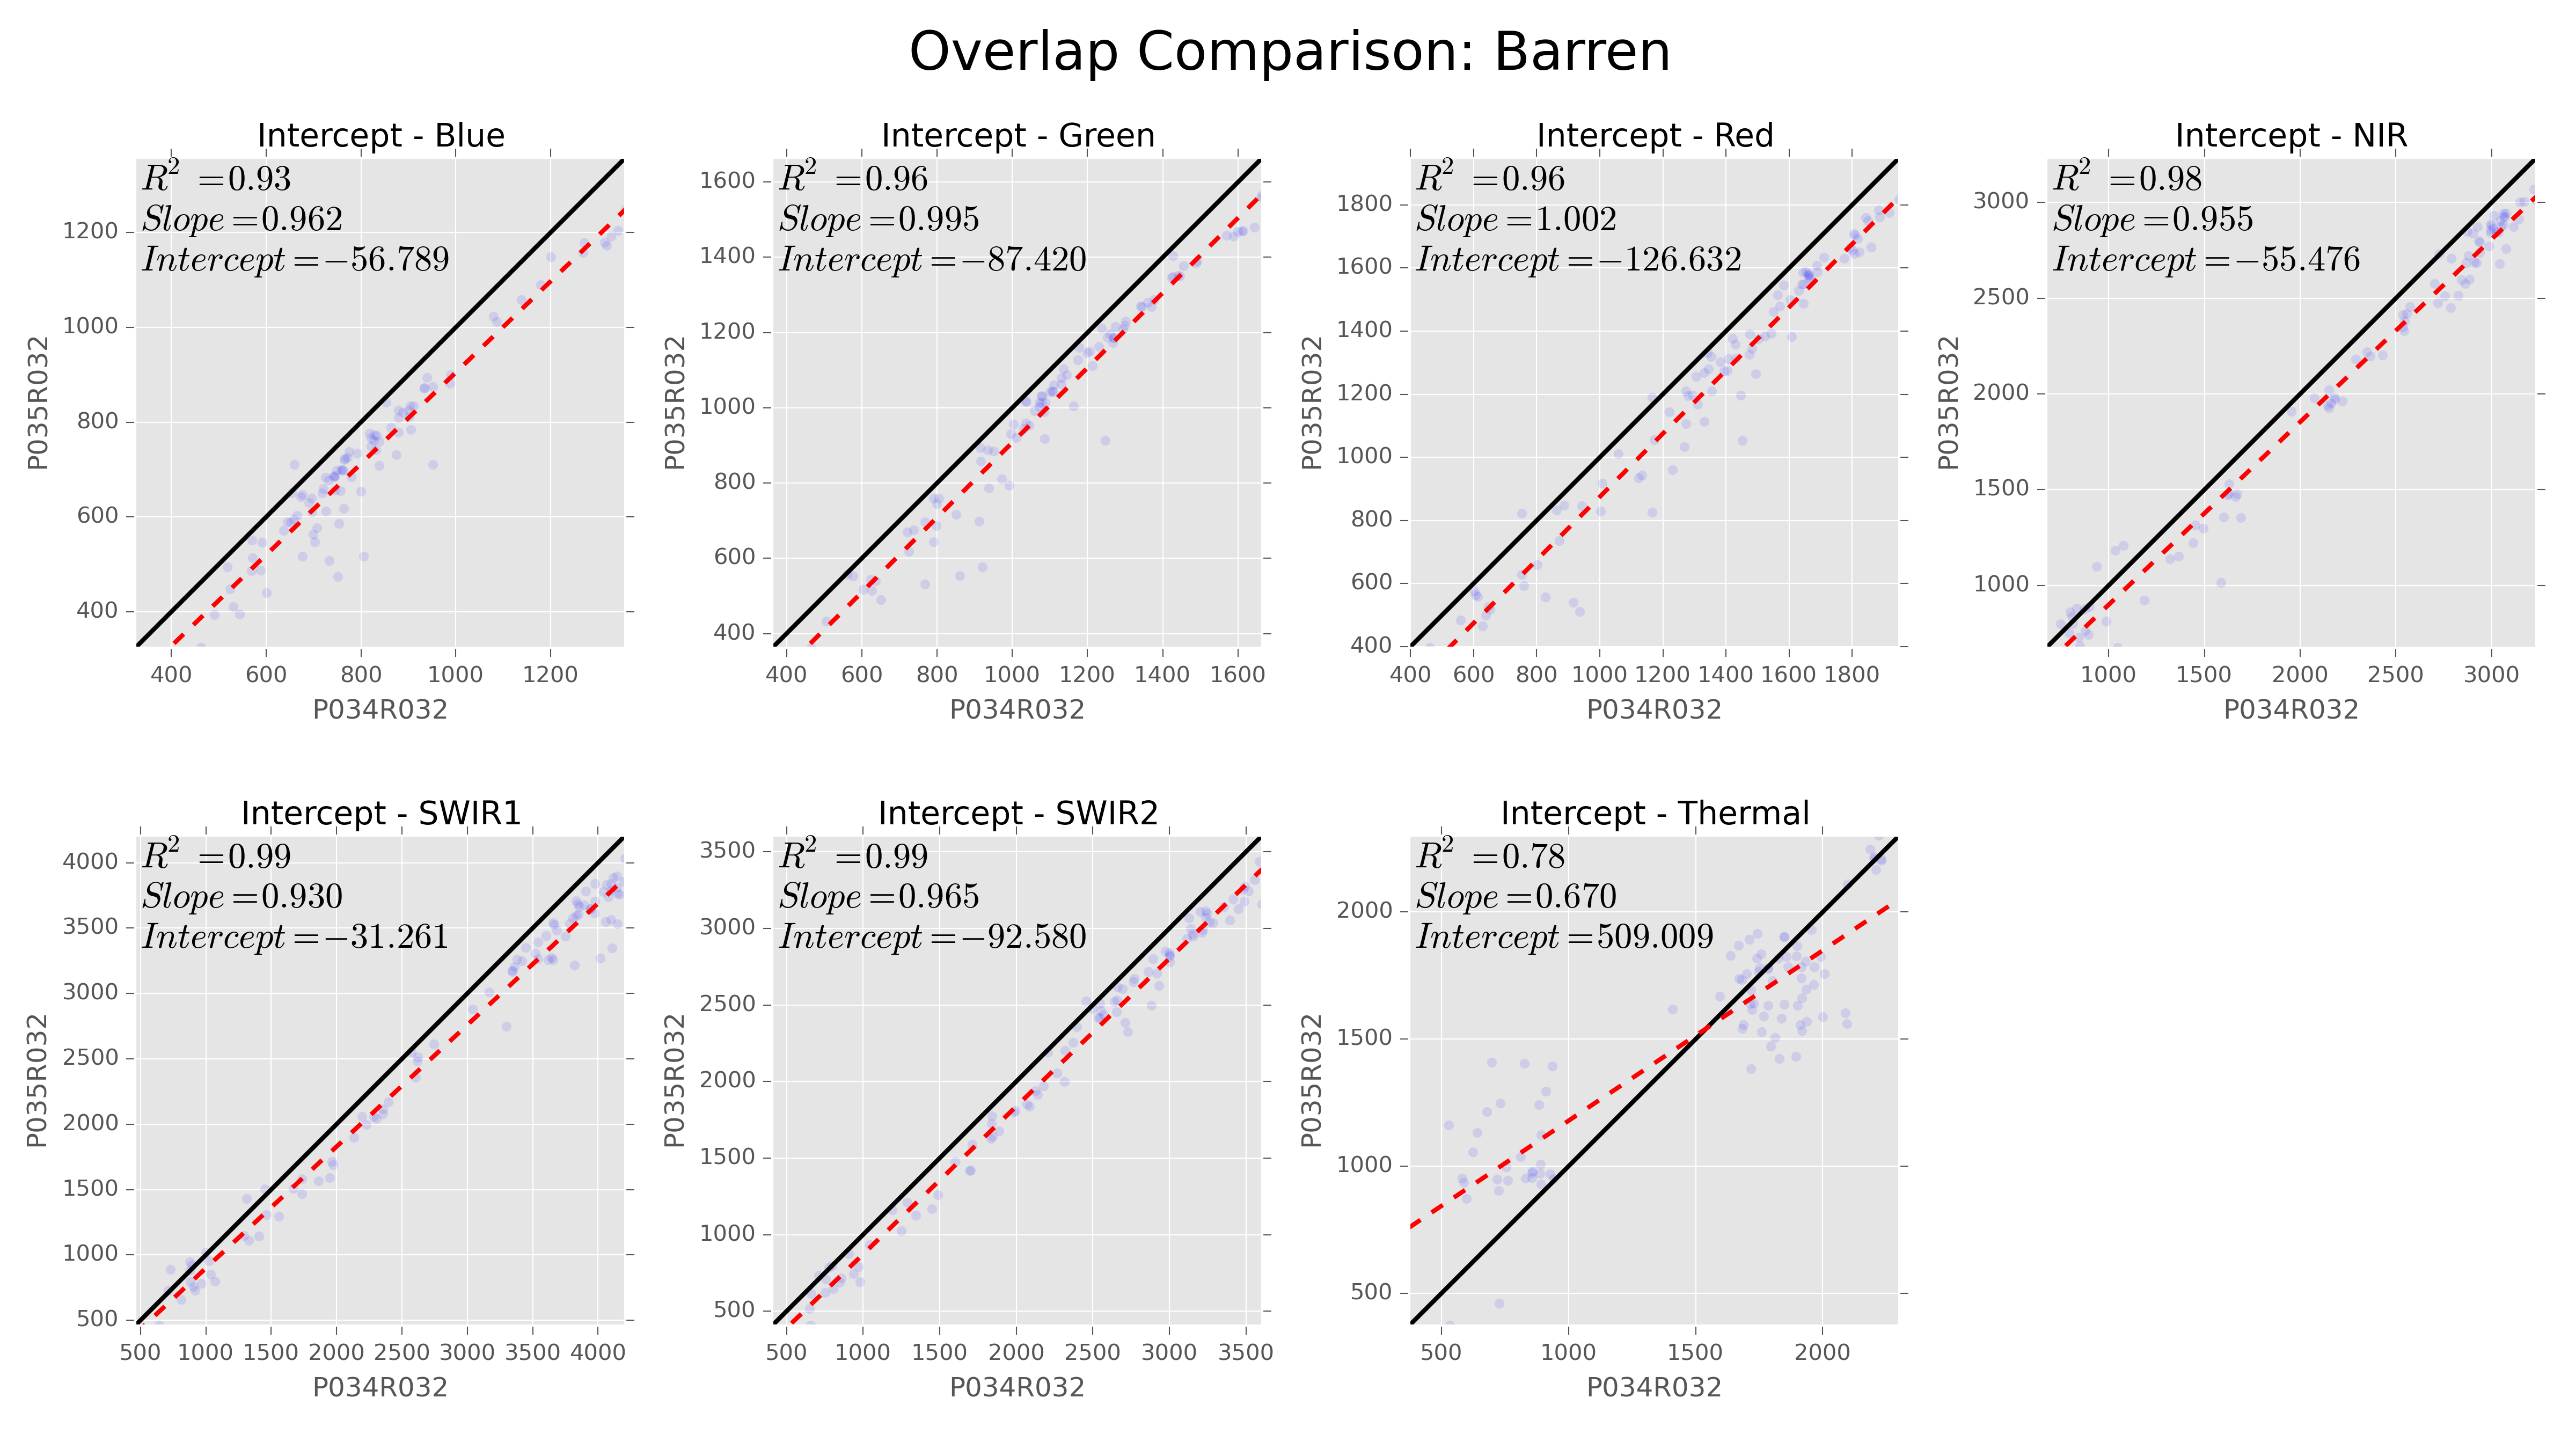 Overlap Comparison: Barren
Intercept - Blue
R² =0.93
Slope=0.962
Intercept=−56.789
1200
1000
800
600
400
P035R032
400 600 800 1000 1200
P034R032
Intercept - Green
R² =0.96
Slope=0.995
Intercept=−87.420
1600
1400
1200
1000
800
600
400
P035R032
400 600 800 1000 1200 1400 1600
P034R032
Intercept - Red
R² =0.96
Slope=1.002
Intercept=−126.632
1800
1600
1400
1200
1000
800
600
400
P035R032
400 600 800 1000 1200 1400 1600 1800
P034R032
Intercept - NIR
R² =0.98
Slope=0.955
Intercept=−55.476
3000
2500
2000
1500
1000
P035R032
1000 1500 2000 2500 3000
P034R032
Intercept - SWIR1
R² =0.99
Slope=0.930
Intercept=−31.261
4000
3500
3000
2500
2000
1500
1000
500
P035R032
500 1000 1500 2000 2500 3000 3500 4000
P034R032
Intercept - SWIR2
R² =0.99
Slope=0.965
Intercept=−92.580
3500
3000
2500
2000
1500
1000
500
P035R032
500 1000 1500 2000 2500 3000 3500
P034R032
Intercept - Thermal
R² =0.78
Slope=0.670
Intercept=509.009
2000
1500
1000
500
P035R032
500 1000 1500 2000
P034R032